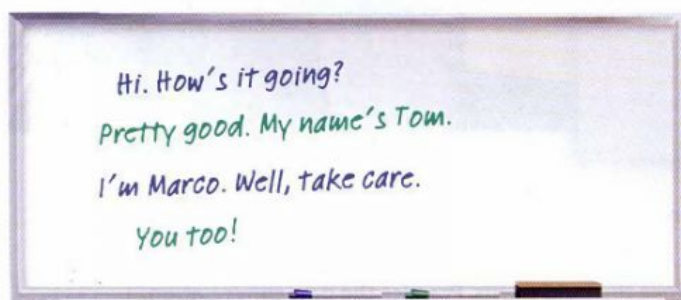 Hi. How's it going?
Pretty good. My name's Tom.
I'm Marco. Well, take care.
You too!